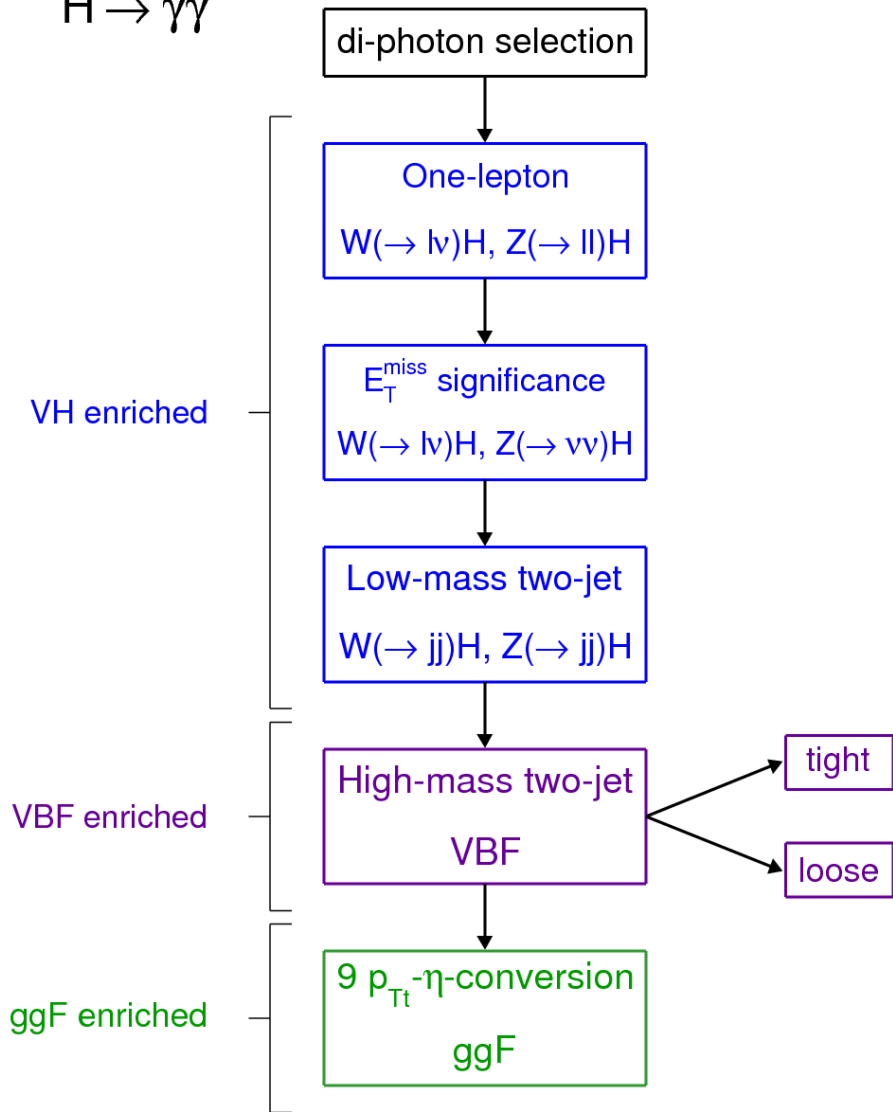 H → γγ
di-photon selection
One-lepton
W(→ lν)H, Z(→ ll)H
E_T^miss significance
W(→ lν)H, Z(→ νν)H
VH enriched
Low-mass two-jet
W(→ jj)H, Z(→ jj)H
High-mass two-jet
VBF
VBF enriched
tight
loose
9 p_Tt-η-conversion
ggF
ggF enriched